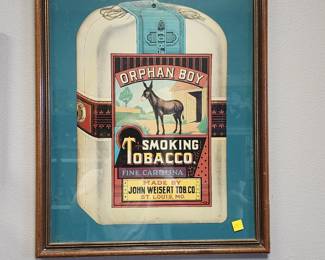 ORPHAN BOY
SMOKING
TOBACCO.
FINE CAROLINA
MADE BY
JOHN WEISERT TOB.CO.
ST. LOUIS, MO.